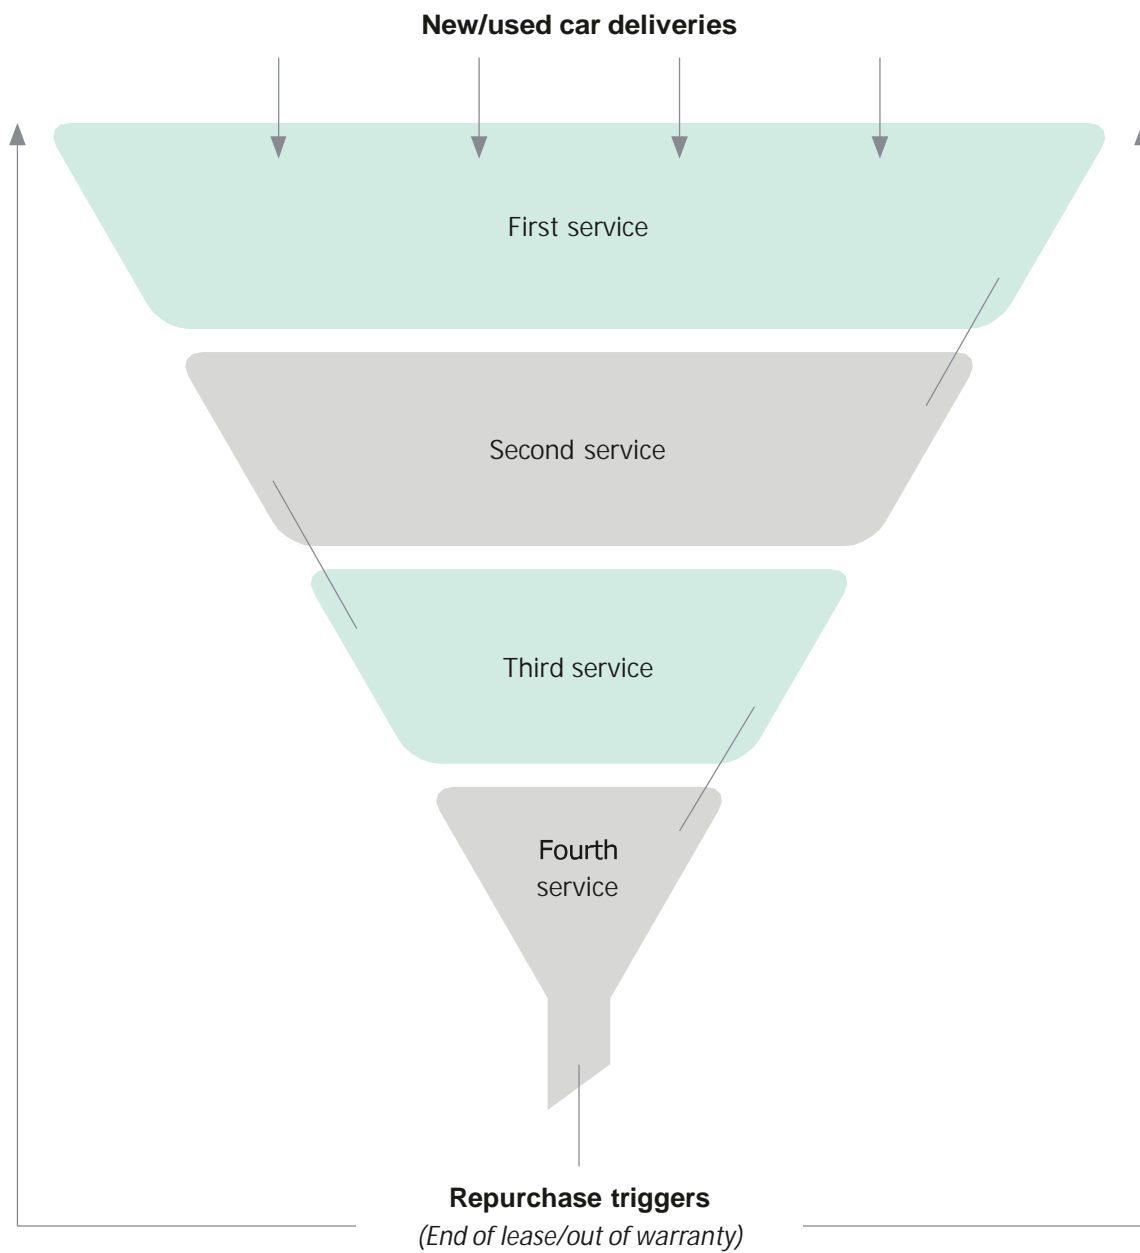 New/used car deliveries
First service
Second service
Third service
Fourth
service
Repurchase triggers
(End of lease/out of warranty)